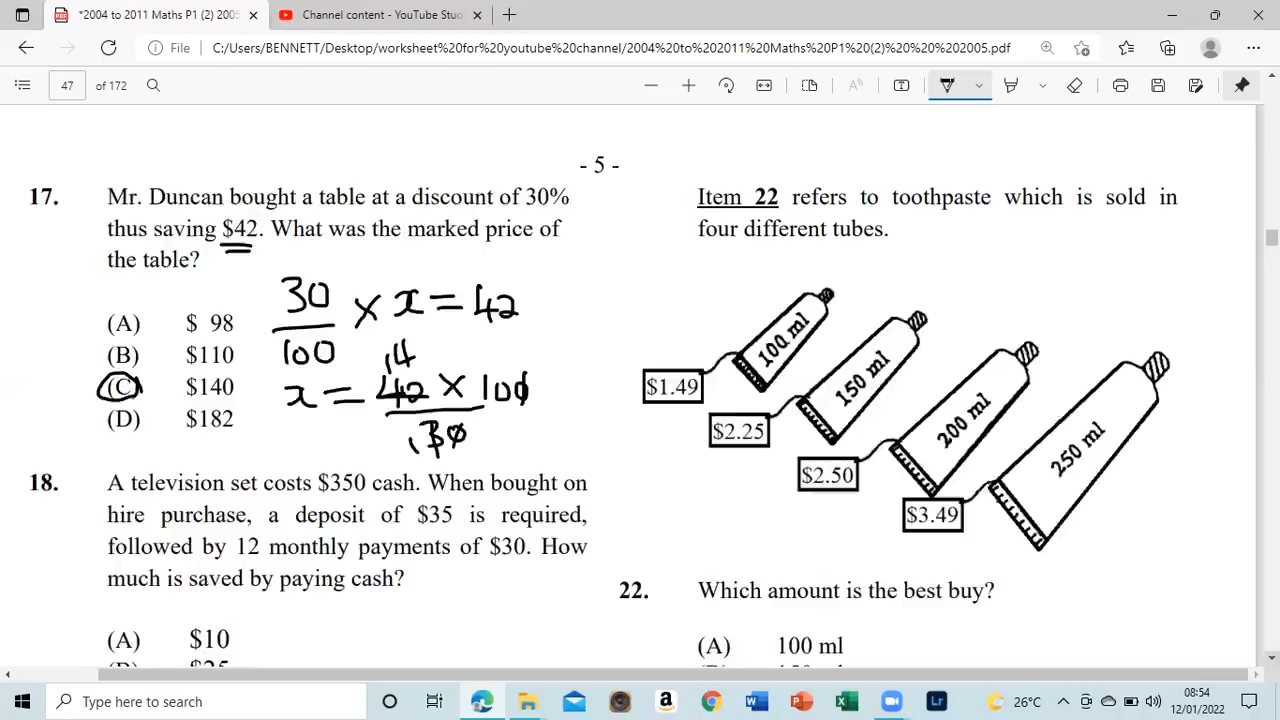 *2004 to 2011 Maths P1 (2) 2005
Channel content - YouTube Stu
File
C:/Users/BENNETT/Desktop/worksheet%20for%20youtube%20channel/2004%20to%202011%20Maths%20P1%20(2)%20%20%202005.pdf
47 of 172
- 5 -
17. Mr. Duncan bought a table at a discount of 30%
thus saving $42. What was the marked price of
the table?
(A) $ 98
(B) $110
(C) $140
(D) $182
30
100
× x = 42
14
x = 42 × 100
1 30
18. A television set costs $350 cash. When bought on
hire purchase, a deposit of $35 is required,
followed by 12 monthly payments of $30. How
much is saved by paying cash?
(A) $10
Item 22 refers to toothpaste which is sold in
four different tubes.
100 ml
150 ml
200 ml
250 ml
$1.49
$2.25
$2.50
$3.49
22. Which amount is the best buy?
(A) 100 ml
Type here to search
26°C
08:54
12/01/2022